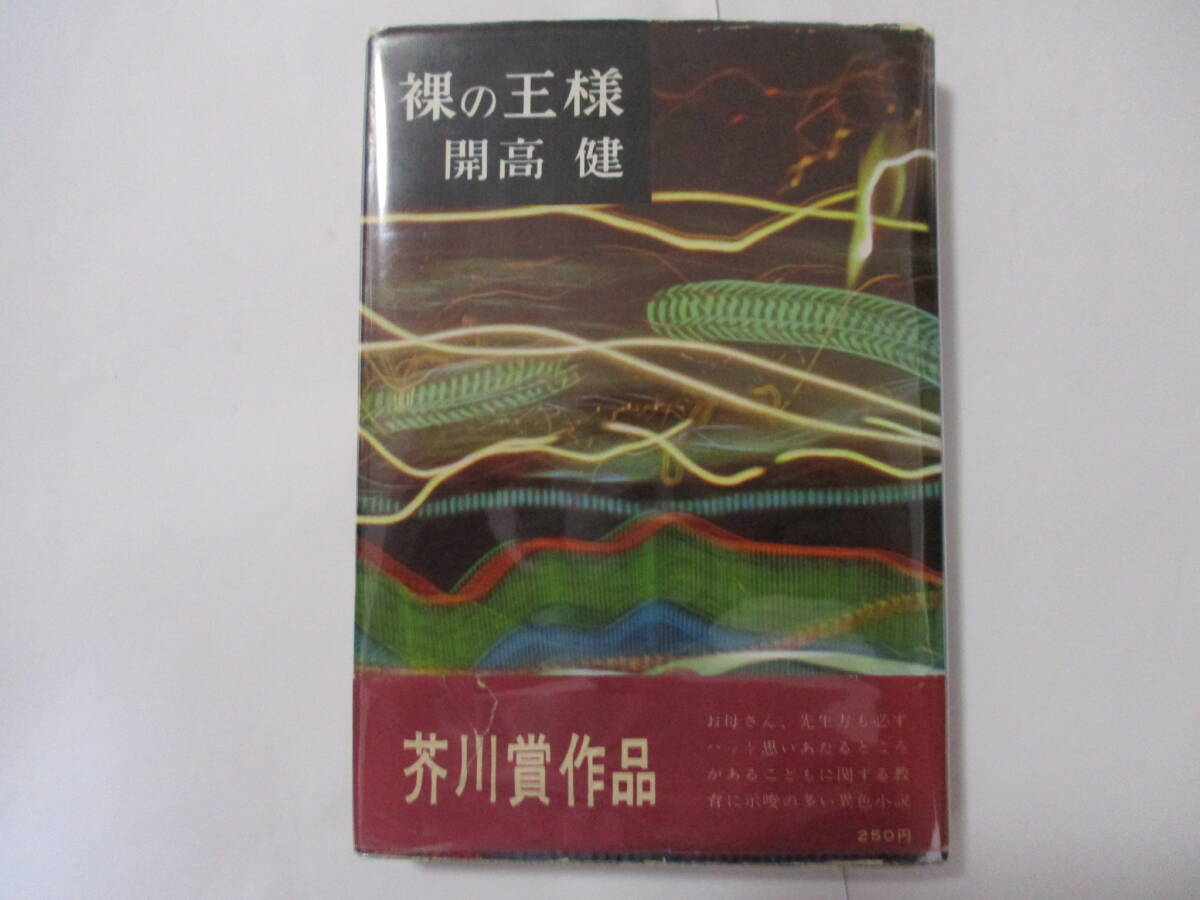 裸の王様
開高 健
芥川賞作品
お母さん、先生方も必ず
ハット思いあたるところ
があるこどもに関する教
育に示唆の多い異色小説
250円